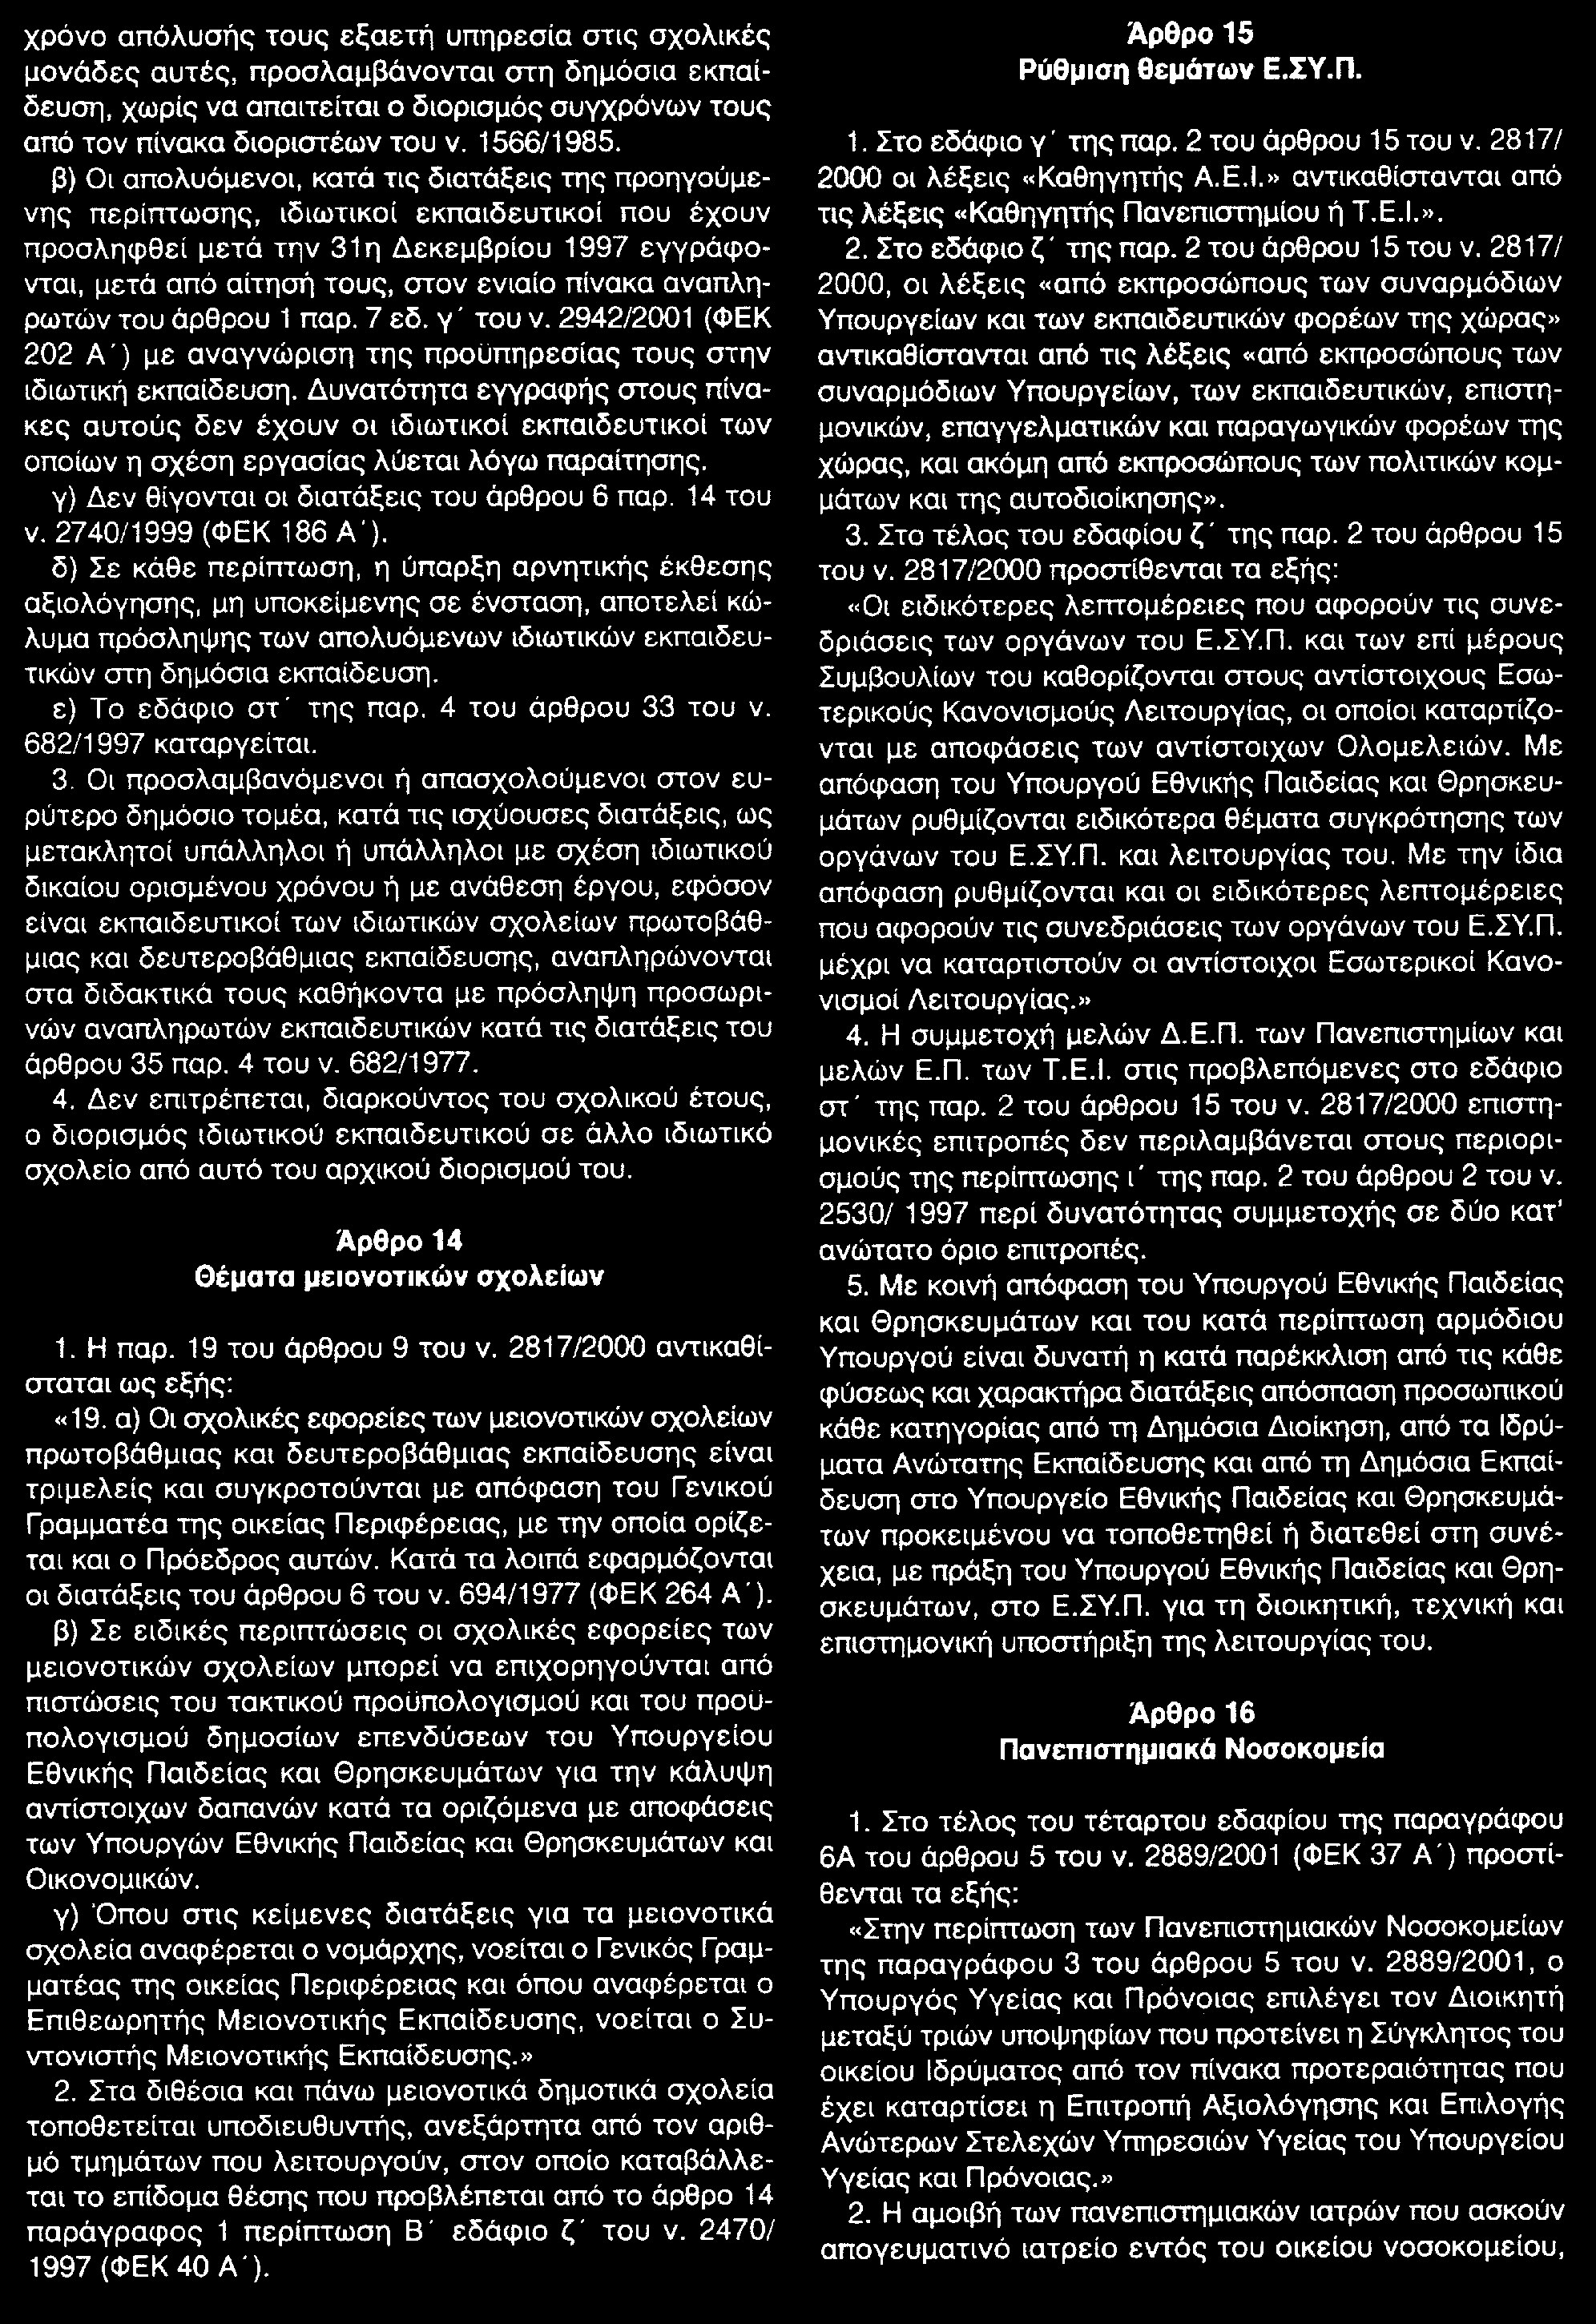 χρόνο απόλυσής τους εξαετή υπηρεσία στις σχολικές
μονάδες αυτές, προσλαμβάνονται στη δημόσια εκπαί-
δευση, χωρίς να απαιτείται ο διορισμός συγχρόνων τους
από τον πίνακα διοριστέων του ν. 1566/1985.
β) Οι απολυόμενοι, κατά τις διατάξεις της προηγούμε-
νης περίπτωσης, ιδιωτικοί εκπαιδευτικοί που έχουν
προσληφθεί μετά την 31η Δεκεμβρίου 1997 εγγράφο-
νται, μετά από αίτησή τους, στον ενιαίο πίνακα αναπλη-
ρωτών του άρθρου 1 παρ. 7 εδ. γ΄ του ν. 2942/2001 (ΦΕΚ
202 Α΄) με αναγνώριση της προϋπηρεσίας τους στην
ιδιωτική εκπαίδευση. Δυνατότητα εγγραφής στους πίνα-
κες αυτούς δεν έχουν οι ιδιωτικοί εκπαιδευτικοί των
οποίων η σχέση εργασίας λύεται λόγω παραίτησης.
γ) Δεν θίγονται οι διατάξεις του άρθρου 6 παρ. 14 του
ν. 2740/1999 (ΦΕΚ 186 Α΄).
δ) Σε κάθε περίπτωση, η ύπαρξη αρνητικής έκθεσης
αξιολόγησης, μη υποκείμενης σε ένσταση, αποτελεί κώ-
λυμα πρόσληψης των απολυόμενων ιδιωτικών εκπαιδευ-
τικών στη δημόσια εκπαίδευση.
ε) Το εδάφιο στ΄ της παρ. 4 του άρθρου 33 του ν.
682/1997 καταργείται.
3. Οι προσλαμβανόμενοι ή απασχολούμενοι στον ευ-
ρύτερο δημόσιο τομέα, κατά τις ισχύουσες διατάξεις, ως
μετακλητοί υπάλληλοι ή υπάλληλοι με σχέση ιδιωτικού
δικαίου ορισμένου χρόνου ή με ανάθεση έργου, εφόσον
είναι εκπαιδευτικοί των ιδιωτικών σχολείων πρωτοβάθ-
μιας και δευτεροβάθμιας εκπαίδευσης, αναπληρώνονται
στα διδακτικά τους καθήκοντα με πρόσληψη προσωρι-
νών αναπληρωτών εκπαιδευτικών κατά τις διατάξεις του
άρθρου 35 παρ. 4 του ν. 682/1977.
4. Δεν επιτρέπεται, διαρκούντος του σχολικού έτους,
ο διορισμός ιδιωτικού εκπαιδευτικού σε άλλο ιδιωτικό
σχολείο από αυτό του αρχικού διορισμού του.
Άρθρο 14
Θέματα μειονοτικών σχολείων
1. Η παρ. 19 του άρθρου 9 του ν. 2817/2000 αντικαθί-
σταται ως εξής:
«19. α) Οι σχολικές εφορείες των μειονοτικών σχολείων
πρωτοβάθμιας και δευτεροβάθμιας εκπαίδευσης είναι
τριμελείς και συγκροτούνται με απόφαση του Γενικού
Γραμματέα της οικείας Περιφέρειας, με την οποία ορίζε-
ται και ο Πρόεδρος αυτών. Κατά τα λοιπά εφαρμόζονται
οι διατάξεις του άρθρου 6 του ν. 694/1977 (ΦΕΚ 264 Α΄).
β) Σε ειδικές περιπτώσεις οι σχολικές εφορείες των
μειονοτικών σχολείων μπορεί να επιχορηγούνται από
πιστώσεις του τακτικού προϋπολογισμού και του προϋ-
πολογισμού δημοσίων επενδύσεων του Υπουργείου
Εθνικής Παιδείας και Θρησκευμάτων για την κάλυψη
αντίστοιχων δαπανών κατά τα οριζόμενα με αποφάσεις
των Υπουργών Εθνικής Παιδείας και Θρησκευμάτων και
Οικονομικών.
γ) Όπου στις κείμενες διατάξεις για τα μειονοτικά
σχολεία αναφέρεται ο νομάρχης, νοείται ο Γενικός Γραμ-
ματέας της οικείας Περιφέρειας και όπου αναφέρεται ο
Επιθεωρητής Μειονοτικής Εκπαίδευσης, νοείται ο Συ-
ντονιστής Μειονοτικής Εκπαίδευσης.»
2. Στα διθέσια και πάνω μειονοτικά δημοτικά σχολεία
τοποθετείται υποδιευθυντής, ανεξάρτητα από τον αριθ-
μό τμημάτων που λειτουργούν, στον οποίο καταβάλλε-
ται το επίδομα θέσης που προβλέπεται από το άρθρο 14
παράγραφος 1 περίπτωση Β΄ εδάφιο ζ΄ του ν. 2470/
1997 (ΦΕΚ 40 Α΄).
Άρθρο 15
Ρύθμιση θεμάτων Ε.ΣΥ.Π.
1. Στο εδάφιο γ΄ της παρ. 2 του άρθρου 15 του ν. 2817/
2000 οι λέξεις «Καθηγητής Α.Ε.Ι.» αντικαθίστανται από
τις λέξεις «Καθηγητής Πανεπιστημίου ή Τ.Ε.Ι.».
2. Στο εδάφιο ζ΄ της παρ. 2 του άρθρου 15 του ν. 2817/
2000, οι λέξεις «από εκπροσώπους των συναρμόδιων
Υπουργείων και των εκπαιδευτικών φορέων της χώρας»
αντικαθίστανται από τις λέξεις «από εκπροσώπους των
συναρμόδιων Υπουργείων, των εκπαιδευτικών, επιστη-
μονικών, επαγγελματικών και παραγωγικών φορέων της
χώρας, και ακόμη από εκπροσώπους των πολιτικών κομ-
μάτων και της αυτοδιοίκησης».
3. Στο τέλος του εδαφίου ζ΄ της παρ. 2 του άρθρου 15
του ν. 2817/2000 προστίθενται τα εξής:
«Οι ειδικότερες λεπτομέρειες που αφορούν τις συνε-
δριάσεις των οργάνων του Ε.ΣΥ.Π. και των επί μέρους
Συμβουλίων του καθορίζονται στους αντίστοιχους Εσω-
τερικούς Κανονισμούς Λειτουργίας, οι οποίοι καταρτίζο-
νται με αποφάσεις των αντίστοιχων Ολομελειών. Με
απόφαση του Υπουργού Εθνικής Παιδείας και Θρησκευ-
μάτων ρυθμίζονται ειδικότερα θέματα συγκρότησης των
οργάνων του Ε.ΣΥ.Π. και λειτουργίας του. Με την ίδια
απόφαση ρυθμίζονται και οι ειδικότερες λεπτομέρειες
που αφορούν τις συνεδριάσεις των οργάνων του Ε.ΣΥ.Π.
μέχρι να καταρτιστούν οι αντίστοιχοι Εσωτερικοί Κανο-
νισμοί Λειτουργίας.»
4. Η συμμετοχή μελών Δ.Ε.Π. των Πανεπιστημίων και
μελών Ε.Π. των Τ.Ε.Ι. στις προβλεπόμενες στο εδάφιο
στ΄ της παρ. 2 του άρθρου 15 του ν. 2817/2000 επιστη-
μονικές επιτροπές δεν περιλαμβάνεται στους περιορι-
σμούς της περίπτωσης ι΄ της παρ. 2 του άρθρου 2 του ν.
2530/ 1997 περί δυνατότητας συμμετοχής σε δύο κατ'
ανώτατο όριο επιτροπές.
5. Με κοινή απόφαση του Υπουργού Εθνικής Παιδείας
και Θρησκευμάτων και του κατά περίπτωση αρμόδιου
Υπουργού είναι δυνατή η κατά παρέκκλιση από τις κάθε
φύσεως και χαρακτήρα διατάξεις απόσπαση προσωπικού
κάθε κατηγορίας από τη Δημόσια Διοίκηση, από τα Ιδρύ-
ματα Ανώτατης Εκπαίδευσης και από τη Δημόσια Εκπαί-
δευση στο Υπουργείο Εθνικής Παιδείας και Θρησκευμά-
των προκειμένου να τοποθετηθεί ή διατεθεί στη συνέ-
χεια, με πράξη του Υπουργού Εθνικής Παιδείας και Θρη-
σκευμάτων, στο Ε.ΣΥ.Π. για τη διοικητική, τεχνική και
επιστημονική υποστήριξη της λειτουργίας του.
Άρθρο 16
Πανεπιστημιακά Νοσοκομεία
1. Στο τέλος του τέταρτου εδαφίου της παραγράφου
6Α του άρθρου 5 του ν. 2889/2001 (ΦΕΚ 37 Α΄) προστί-
θενται τα εξής:
«Στην περίπτωση των Πανεπιστημιακών Νοσοκομείων
της παραγράφου 3 του άρθρου 5 του ν. 2889/2001, ο
Υπουργός Υγείας και Πρόνοιας επιλέγει τον Διοικητή
μεταξύ τριών υποψηφίων που προτείνει η Σύγκλητος του
οικείου Ιδρύματος από τον πίνακα προτεραιότητας που
έχει καταρτίσει η Επιτροπή Αξιολόγησης και Επιλογής
Ανώτερων Στελεχών Υπηρεσιών Υγείας του Υπουργείου
Υγείας και Πρόνοιας.»
2. Η αμοιβή των πανεπιστημιακών ιατρών που ασκούν
απογευματινό ιατρείο εντός του οικείου νοσοκομείου,